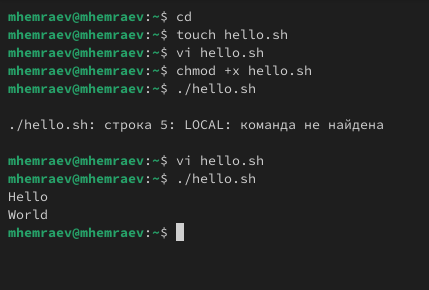 mhemraev@mhemraev:~$ cd
mhemraev@mhemraev:~$ touch hello.sh
mhemraev@mhemraev:~$ vi hello.sh
mhemraev@mhemraev:~$ chmod +x hello.sh
mhemraev@mhemraev:~$ ./hello.sh
./hello.sh: строка 5: LOCAL: команда не найдена
mhemraev@mhemraev:~$ vi hello.sh
mhemraev@mhemraev:~$ ./hello.sh
Hello
World
mhemraev@mhemraev:~$